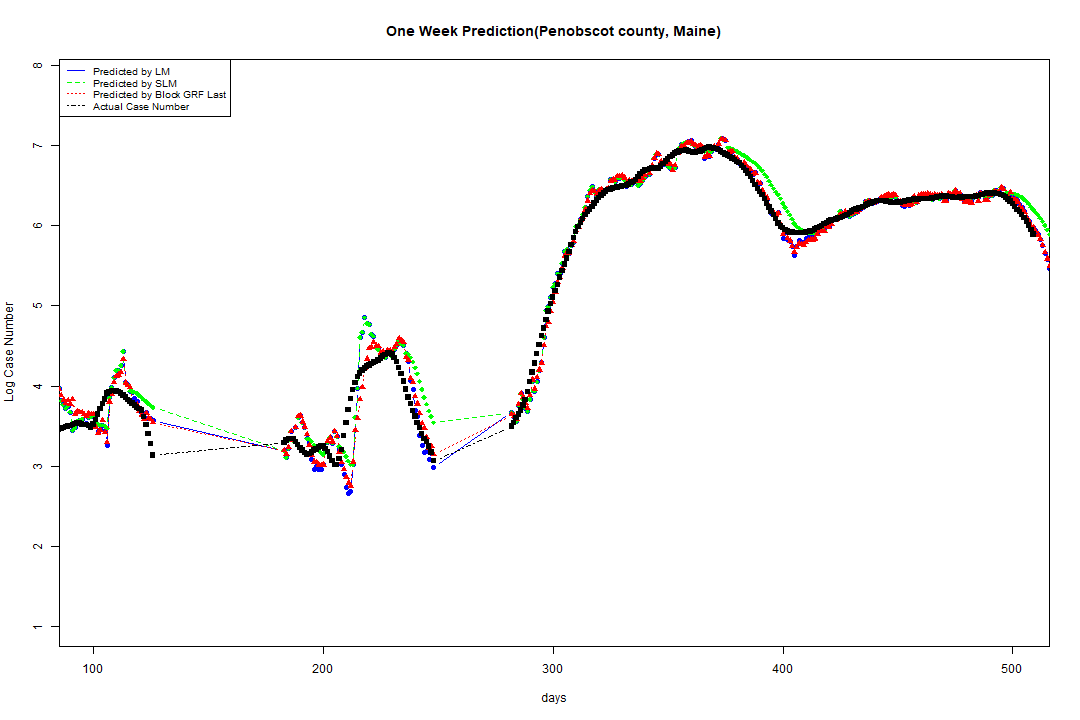 One Week Prediction(Penobscot county, Maine)
Predicted by LM
Predicted by SLM
Predicted by Block GRF Last
Actual Case Number
8
7
6
5
4
3
2
1
Log Case Number
100 200 300 400 500
days